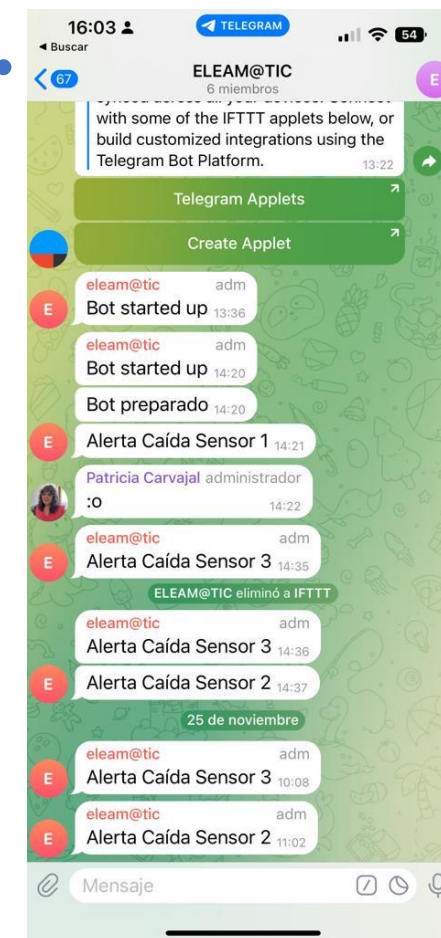 16:03
TELEGRAM
54
◀ Buscar
67
ELEAM@TIC
6 miembros
E
with some of the IFTTT applets below, or
build customized integrations using the
Telegram Bot Platform.
13:22
Telegram Applets
Create Applet
eleam@tic adm
E
Bot started up 13:36
eleam@tic adm
Bot started up 14:20
Bot preparado 14:20
E
Alerta Caída Sensor 1 14:21
Patricia Carvajal administrador
:o 14:22
eleam@tic adm
E
Alerta Caída Sensor 3 14:35
ELEAM@TIC eliminó a IFTTT
eleam@tic adm
Alerta Caída Sensor 3 14:36
E
Alerta Caída Sensor 2 14:37
25 de noviembre
eleam@tic adm
E
Alerta Caída Sensor 3 10:08
eleam@tic adm
E
Alerta Caída Sensor 2 11:02
Mensaje